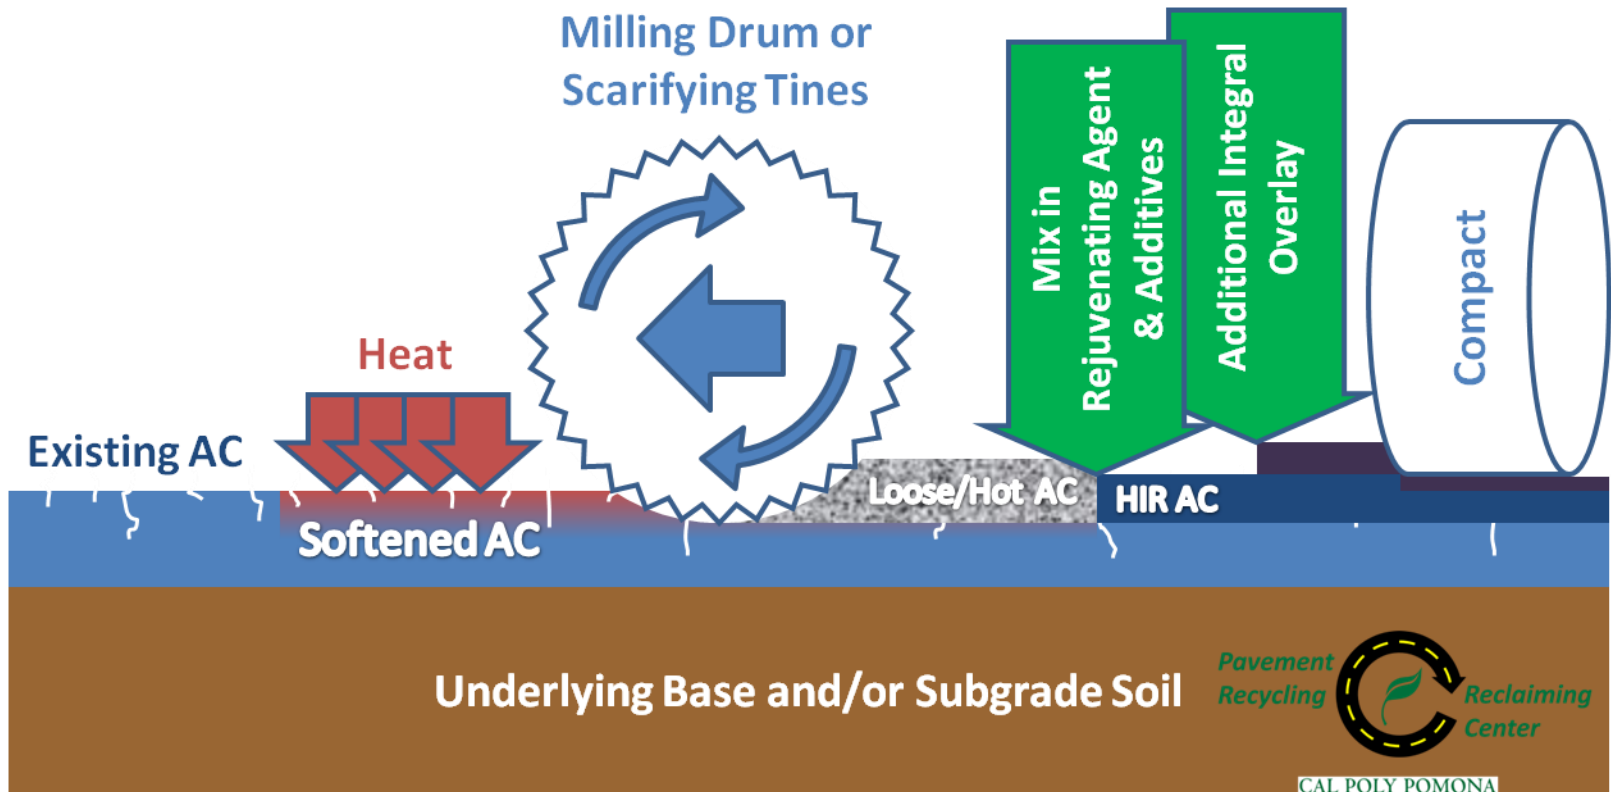 Milling Drum or
Scarifying Tines
Heat
Existing AC
Softened AC
Loose/Hot AC
Mix in
Rejuvenating Agent
& Additives
Additional Integral
Overlay
HIR AC
Compact
Underlying Base and/or Subgrade Soil
Pavement
Recycling
Reclaiming
Center
CAL POLY POMONA